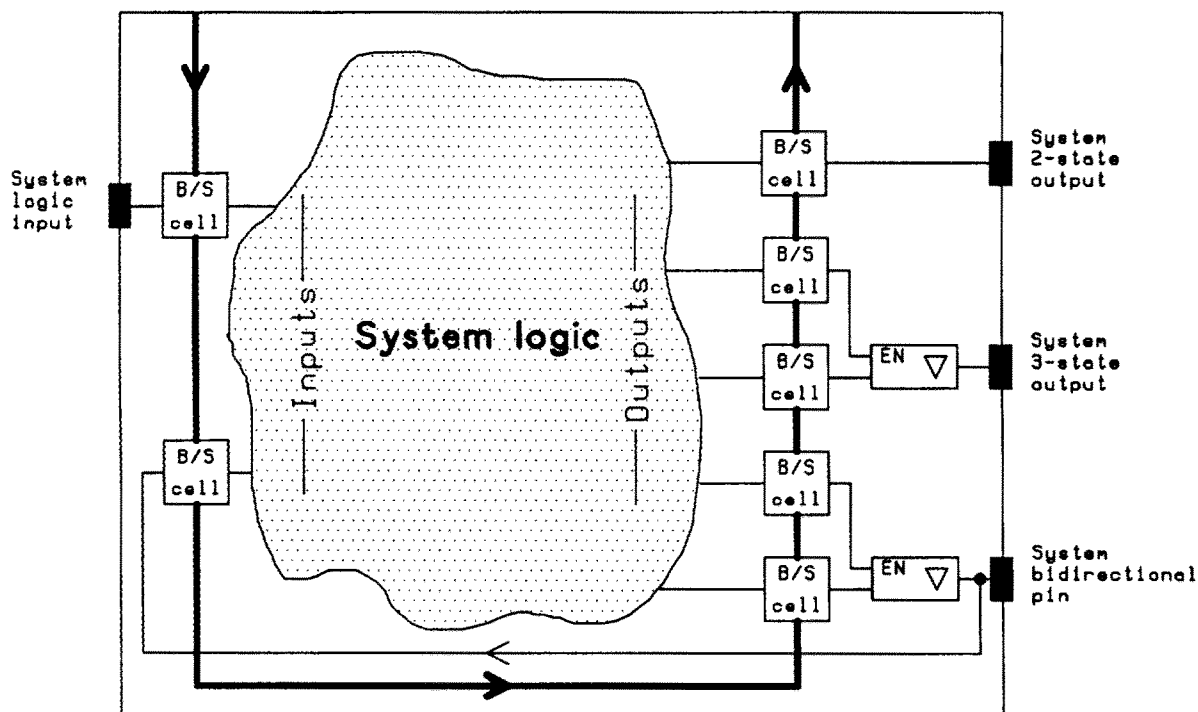 System
logic
input
B/S
cell
B/S
cell
Inputs
System logic
Outputs
B/S
cell
B/S
cell
B/S
cell
B/S
cell
B/S
cell
EN
EN
System
2-state
output
System
3-state
output
System
bidirectional
pin